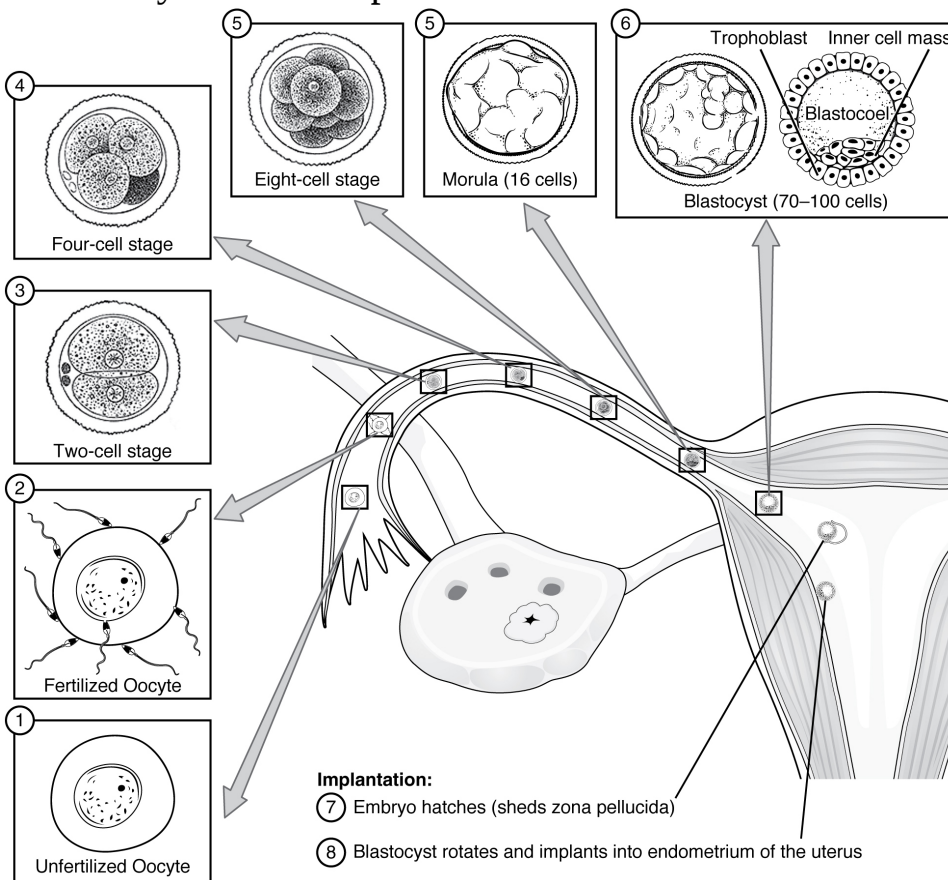 5
5
6
Trophoblast
Inner cell mass
Blastocoel
4
Eight-cell stage
Morula (16 cells)
Blastocyst (70–100 cells)
Four-cell stage
3
Two-cell stage
2
Fertilized Oocyte
1
Unfertilized Oocyte
Implantation:
7 Embryo hatches (sheds zona pellucida)
8 Blastocyst rotates and implants into endometrium of the uterus